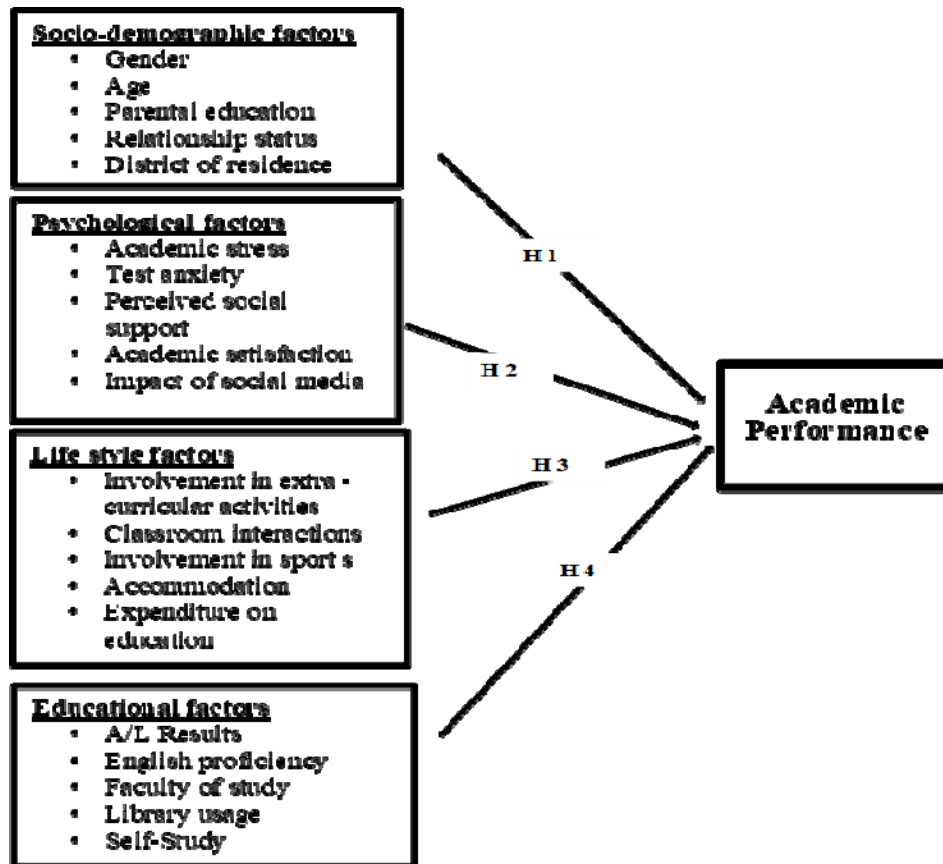 Socio-demographic factors
• Gender
• Age
• Parental education
• Relationship status
• District of residence
Psychological factors
• Academic stress
• Test anxiety
• Perceived social
support
• Academic satisfaction
• Impact of social media
Life style factors
• Involvement in extra -
curricular activities
• Classroom interactions
• Involvement in sport s
• Accommodation
• Expenditure on
education
Educational factors
• A/L Results
• English proficiency
• Faculty of study
• Library usage
• Self-Study
H 1
H 2
H 3
H 4
Academic
Performance